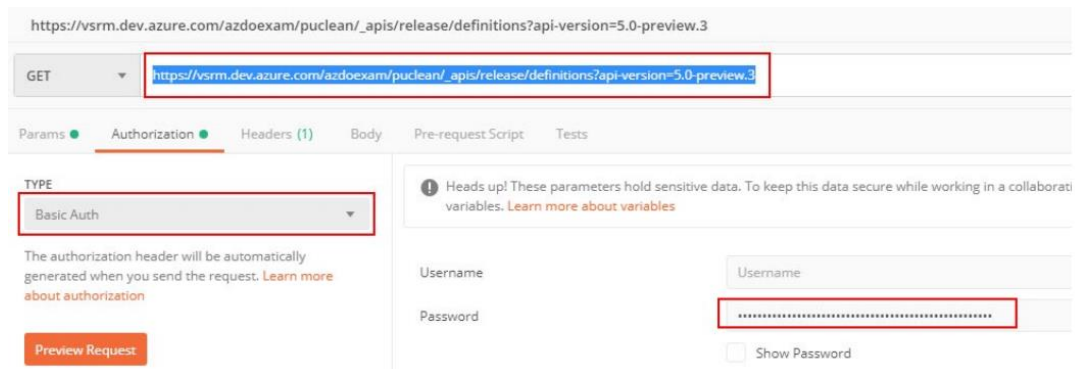 https://vsrm.dev.azure.com/azdoexam/puclean/_apis/release/definitions?api-version=5.0-preview.3
GET https://vsrm.dev.azure.com/azdoexam/puclean/_apis/release/definitions?api-version=5.0-preview.3
Params Authorization Headers (1) Body Pre-request Script Tests
TYPE
Basic Auth
The authorization header will be automatically
generated when you send the request. Learn more
about authorization
Preview Request
Heads up! These parameters hold sensitive data. To keep this data secure while working in a collaborati
variables. Learn more about variables
Username Username
Password
Show Password